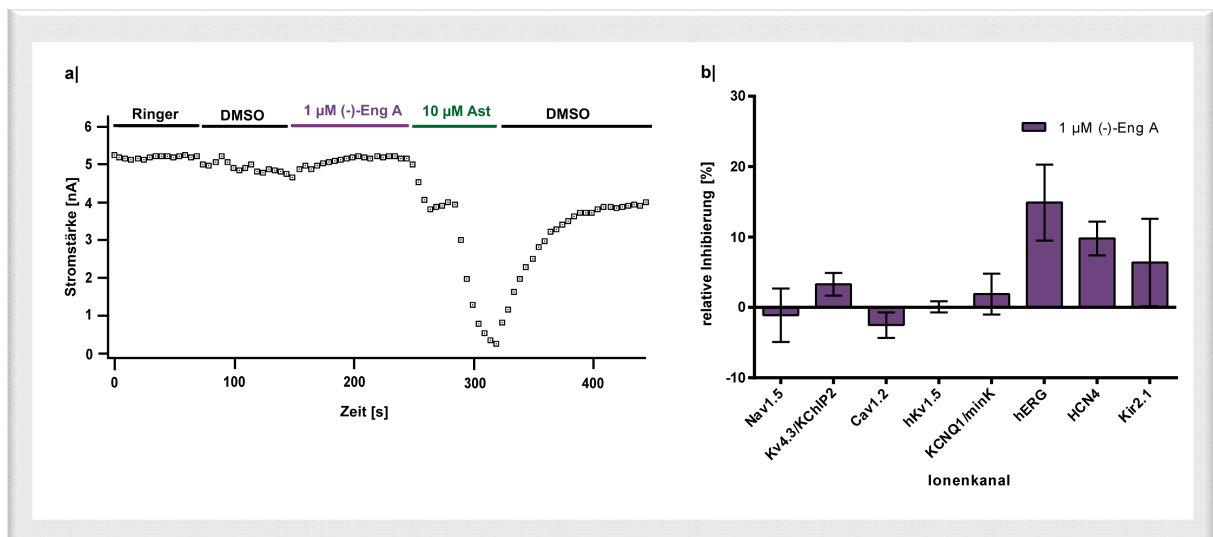 a|
Ringer
DMSO
1 µM (-)-Eng A
10 µM Ast
DMSO
6
5
4
3
2
1
0
Stromstärke [nA]
0 100 200 300 400
Zeit [s]
b|
30
20
10
0
-10
relative Inhibierung [%]
1 µM (-)-Eng A
Nav1.5
Kv4.3/KChIP2
Cav1.2
hKv1.5
KCNQ1/minK
hERG
HCN4
Kir2.1
Ionenkanal